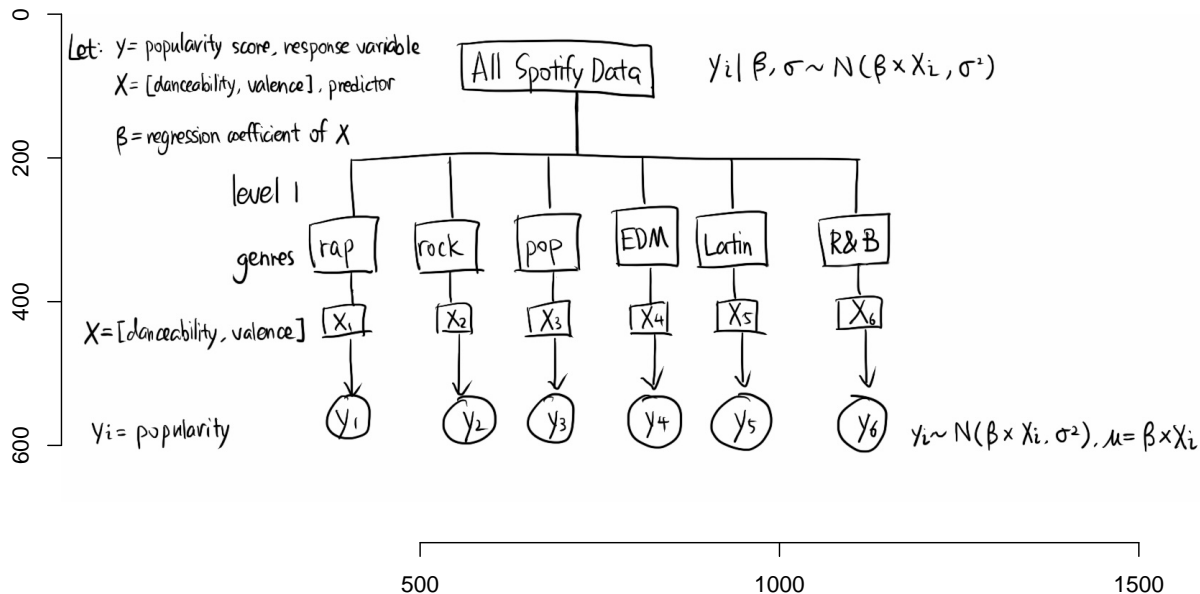 0
200
400
600
Let: y = popularity score, response variable
X = [danceability, valence], predictor
β = regression coefficient of X
All Spotify Data
yi | β, σ ~ N(β × Xi, σ²)
level 1
genres
rap rock pop EDM Latin R&B
X = [danceability, valence]
X₁ X₂ X₃ X₄ X₅ X₆
yi = popularity
y₁ y₂ y₃ y₄ y₅ y₆
yi ~ N(β × Xi, σ²), μ = β × Xi
500 1000 1500